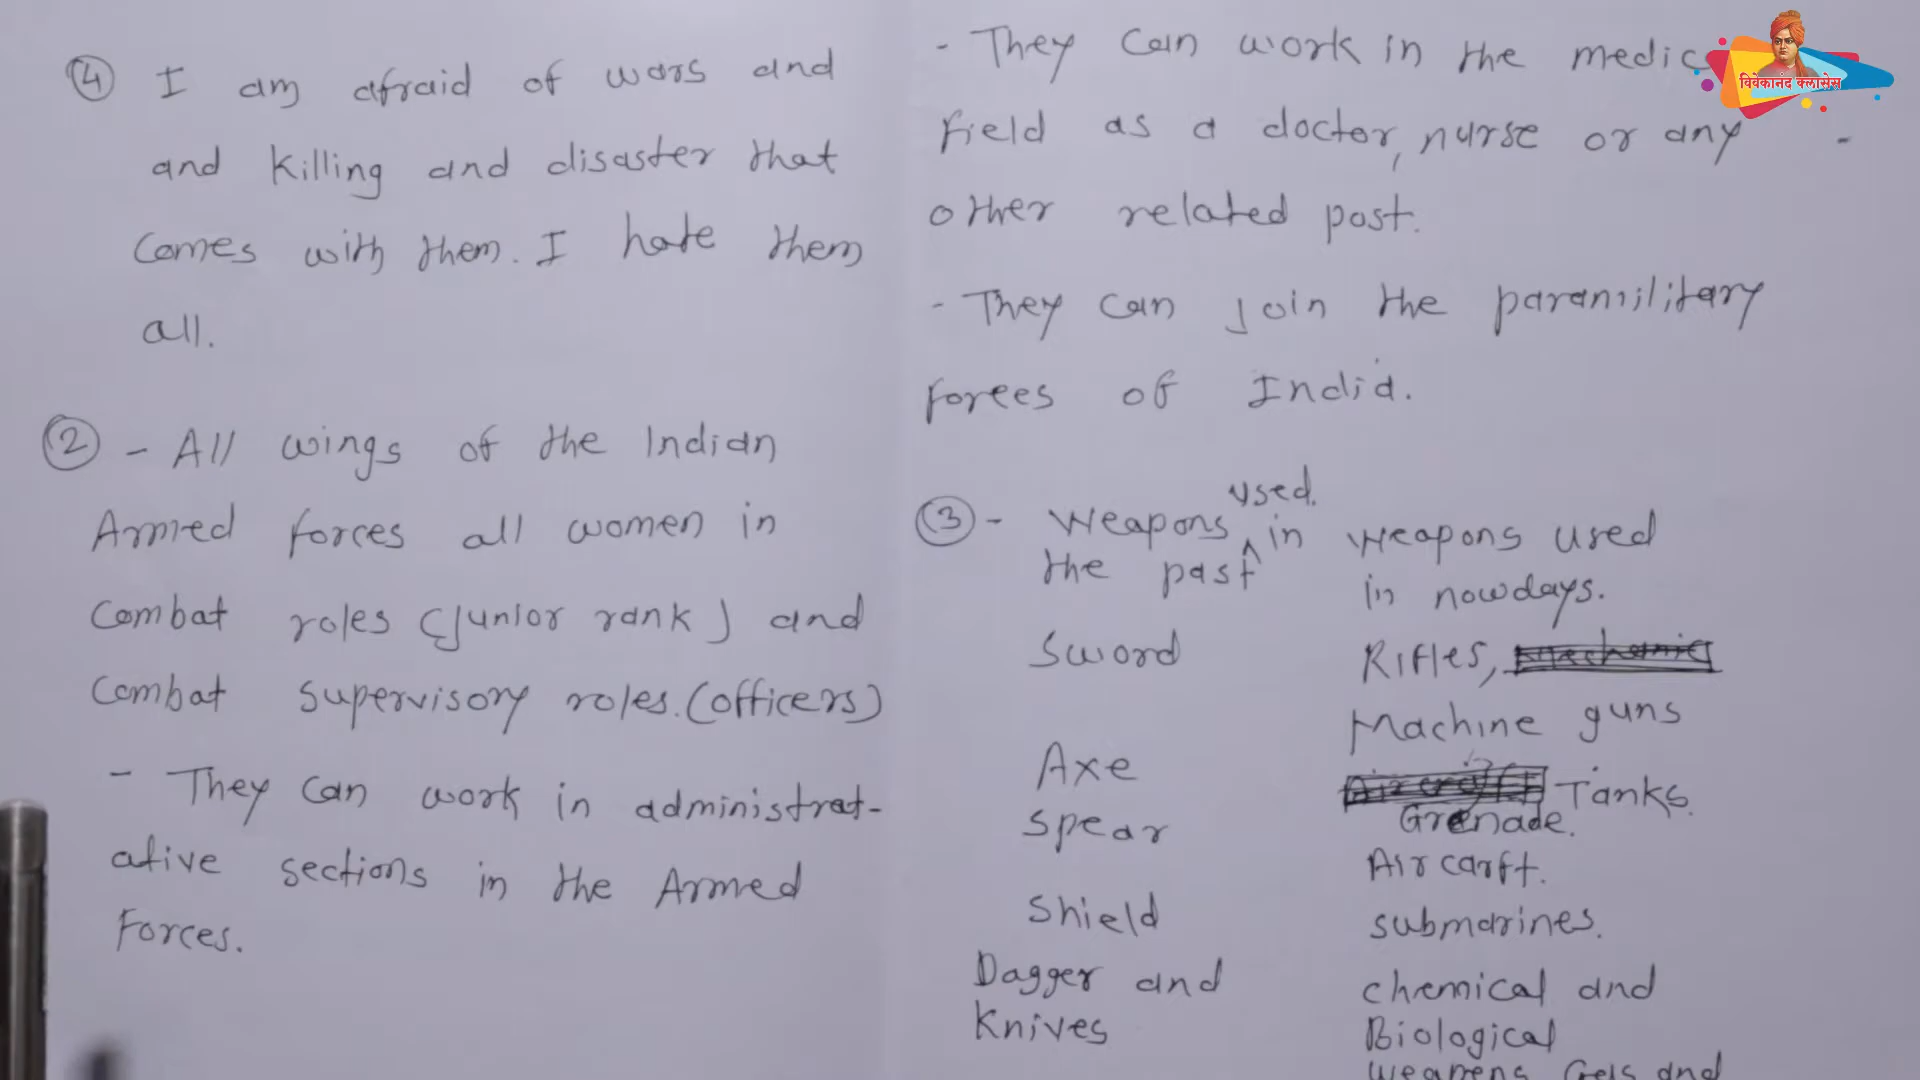 ④ I am afraid of wars and
and killing and disaster that
comes with them. I hate them
all.
② - All wings of the Indian
Armed forces all women in
combat roles (Junior rank) and
combat supervisory roles. (officers)
- They can work in administrat-
ative sections in the Armed
Forces.
- They can work in the medic
field as a doctor, nurse or any -
other related post.
- They can Join the paramilitary
forces of India.
③ - Weapons used. in
the past
Sword
Axe
Spear
Shield
Dagger and
Knives
Weapons used
in nowdays.
Rifles,
Machine guns
Tanks.
Grenade.
Air carft.
submarines.
chemical and
Biological
weapens Gels and
विवेकानंद क्लासेस